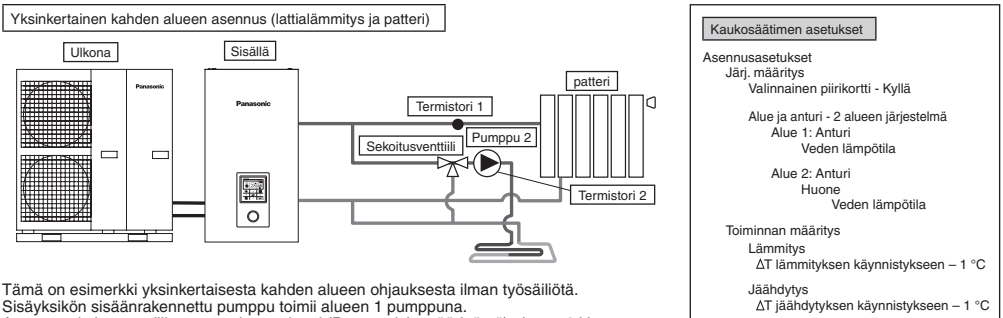 Yksinkertainen kahden alueen asennus (lattialämmitys ja patteri)
Ulkona
Sisällä
Panasonic
Panasonic
patteri
Termistori 1
Pumppu 2
Sekoitusventtiili
Termistori 2
Tämä on esimerkki yksinkertaisesta kahden alueen ohjauksesta ilman työsäiliötä.
Sisäyksikön sisäänrakennettu pumppu toimii alueen 1 pumppuna.
Kaukosäätimen asetukset
Asennusasetukset
Järj. määritys
Valinnainen piirikortti - Kyllä
Alue ja anturi - 2 alueen järjestelmä
Alue 1: Anturi
Veden lämpötila
Alue 2: Anturi
Huone
Veden lämpötila
Toiminnan määritys
Lämmitys
ΔT lämmityksen käynnistykseen – 1 °C
Jäähdytys
ΔT jäähdytyksen käynnistykseen – 1 °C